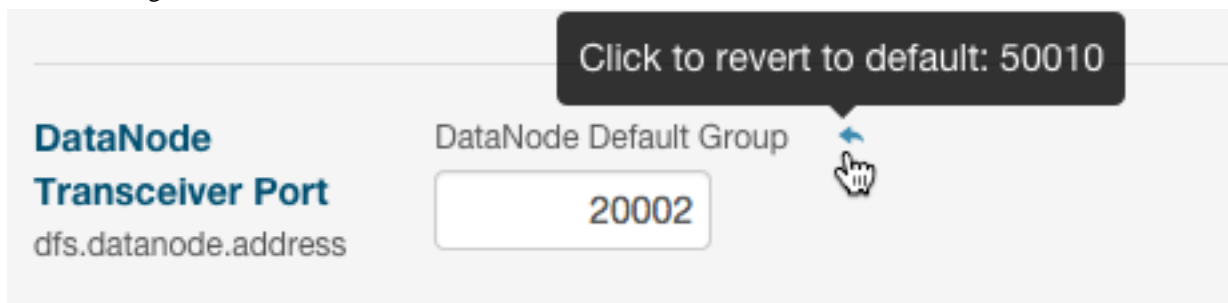 Click to revert to default: 50010
DataNode Default Group
DataNode
Transceiver Port
20002
dfs.datanode.address